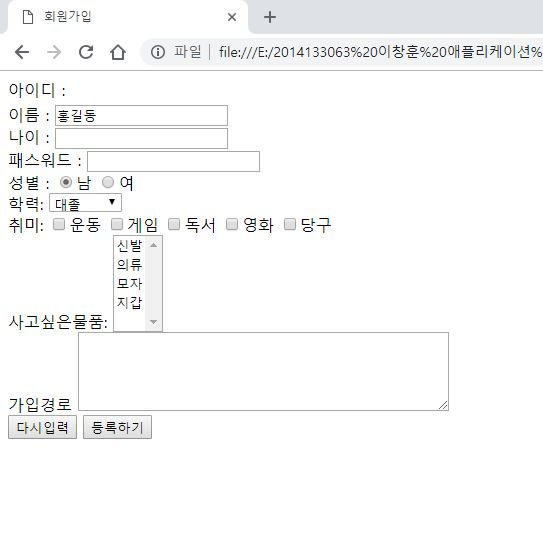 회원가입
파일 file:///E:/2014133063%20이창훈%20애플리케이션%
아이디 :
이름 : 홍길동
나이 :
패스워드 :
성별 : 남 여
학력: 대졸
취미: 운동 게임 독서 영화 당구
신발
의류
모자
지갑
사고싶은물품:
가입경로
다시입력 등록하기